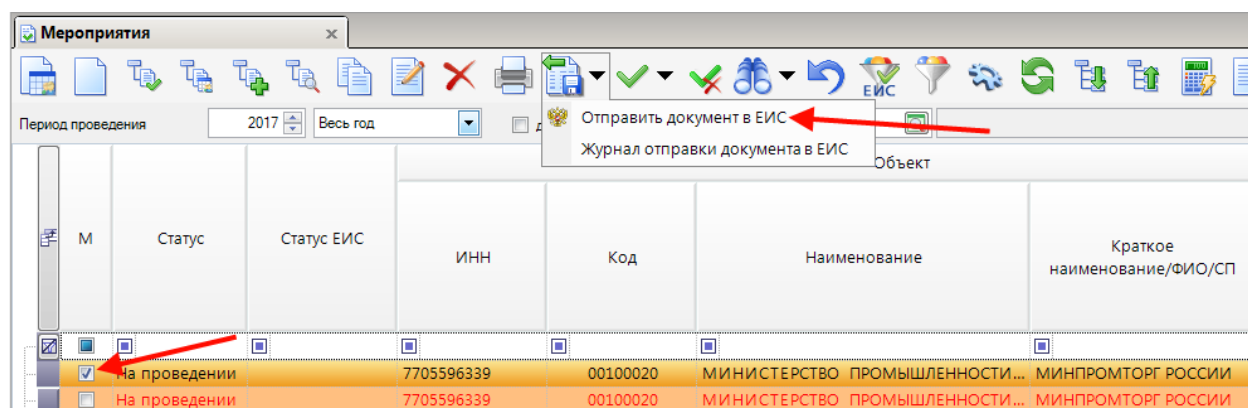 Мероприятия
ЕИС
Период проведения 2017 Весь год
Отправить документ в ЕИС
Журнал отправки документа в ЕИС
Объект
М Статус Статус ЕИС ИНН Код Наименование Краткое
наименование/ФИО/СП
На проведении 7705596339 00100020 МИНИСТЕРСТВО ПРОМЫШЛЕННОСТИ... МИНПРОМТОРГ РОССИИ
На проведении 7705596339 00100020 МИНИСТЕРСТВО ПРОМЫШЛЕННОСТИ... МИНПРОМТОРГ РОССИИ